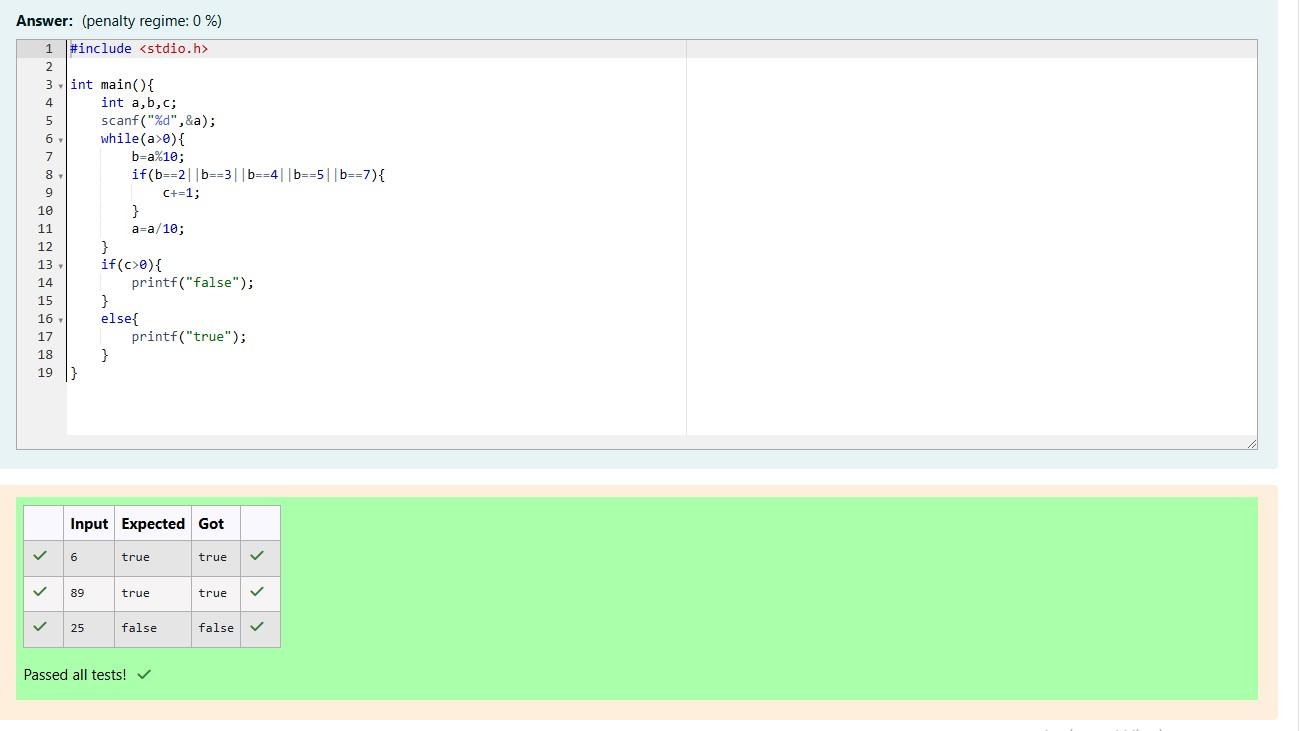 Answer: (penalty regime: 0 %)
1 #include <stdio.h>
2
3 int main(){
4     int a,b,c;
5     scanf("%d",&a);
6     while(a>0){
7         b=a%10;
8         if(b==2||b==3||b==4||b==5||b==7){
9             c+=1;
10         }
11         a=a/10;
12     }
13     if(c>0){
14         printf("false");
15     }
16     else{
17         printf("true");
18     }
19 }
Input Expected Got
6 true true
89 true true
25 false false
Passed all tests!